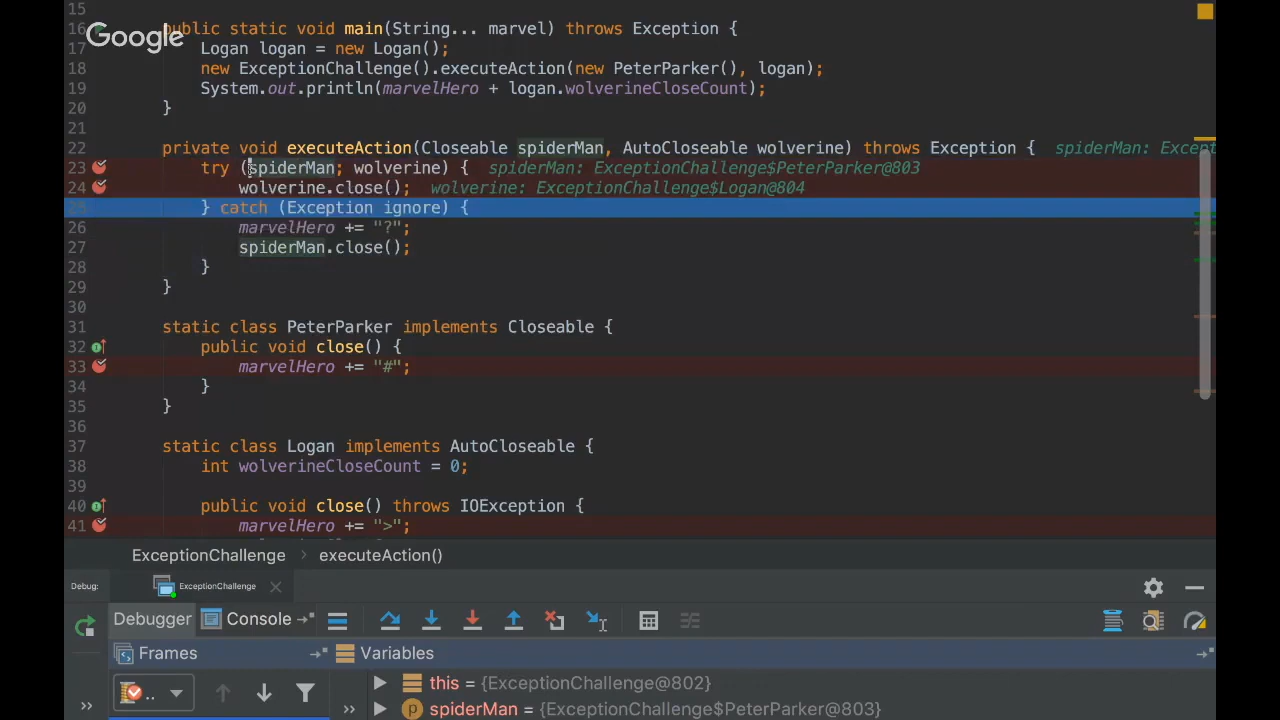 15
16 public static void main(String... marvel) throws Exception {
Google
17 Logan logan = new Logan();
18 new ExceptionChallenge().executeAction(new PeterParker(), logan);
19 System.out.println(marvelHero + logan.wolverineCloseCount);
20 }
21
22 private void executeAction(Closeable spiderMan, AutoCloseable wolverine) throws Exception { spiderMan: Except
23 try (spiderMan; wolverine) { spiderMan: ExceptionChallenge$PeterParker@803
24 wolverine.close(); wolverine: ExceptionChallenge$Logan@804
25 } catch (Exception ignore) {
26 marvelHero += "?";
27 spiderMan.close();
28 }
29 }
30
31 static class PeterParker implements Closeable {
32 public void close() {
33 marvelHero += "#";
34 }
35 }
36
37 static class Logan implements AutoCloseable {
38 int wolverineCloseCount = 0;
39
40 public void close() throws IOException {
41 marvelHero += ">";
ExceptionChallenge › executeAction()
Debug: ExceptionChallenge
Debugger Console
Frames Variables
this = {ExceptionChallenge@802}
spiderMan = {ExceptionChallenge$PeterParker@803}